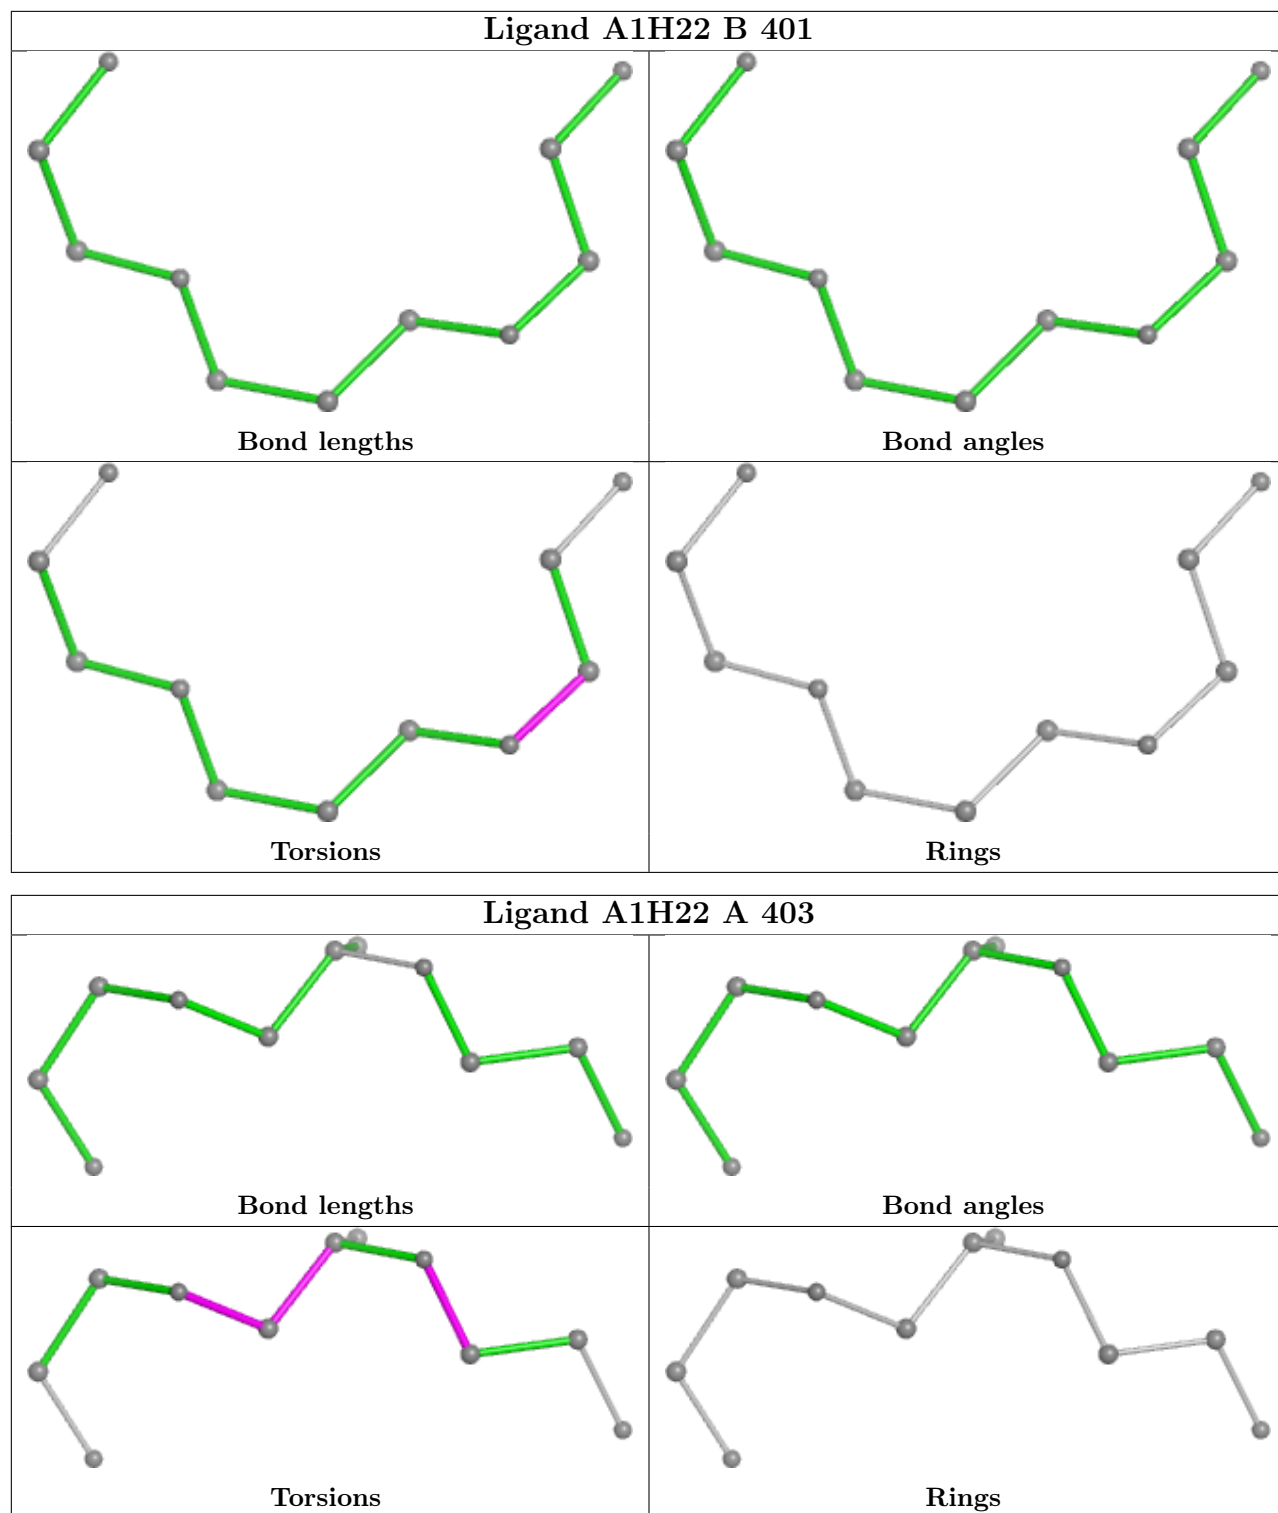 Ligand A1H22 B 401
Bond lengths
Bond angles
Torsions
Rings
Ligand A1H22 A 403
Bond lengths
Bond angles
Torsions
Rings